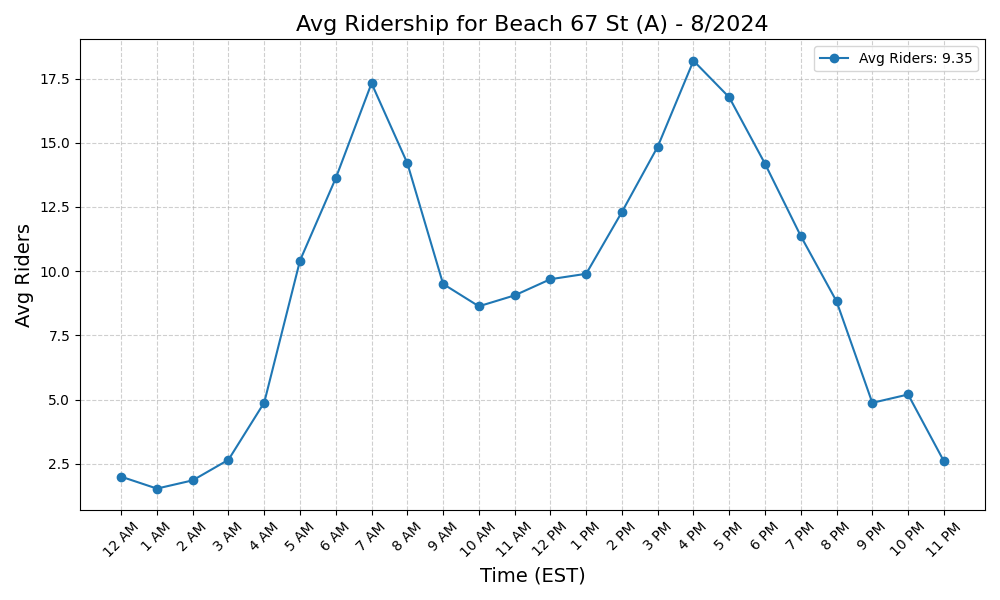 Avg Ridership for Beach 67 St (A) - 8/2024
Avg Riders: 9.35
Avg Riders
17.5
15.0
12.5
10.0
7.5
5.0
2.5
12 AM
1 AM
2 AM
3 AM
4 AM
5 AM
6 AM
7 AM
8 AM
9 AM
10 AM
11 AM
12 PM
1 PM
2 PM
3 PM
4 PM
5 PM
6 PM
7 PM
8 PM
9 PM
10 PM
11 PM
Time (EST)